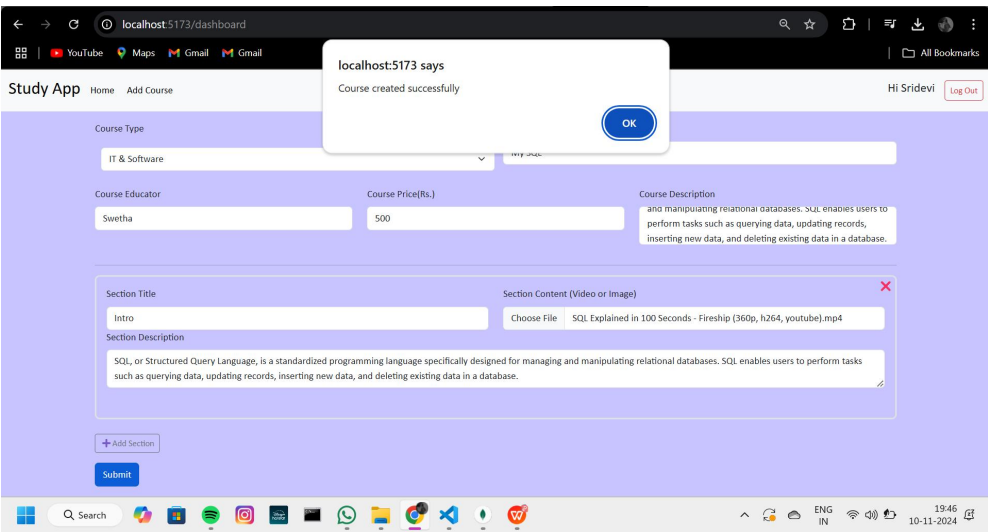 localhost:5173/dashboard
YouTube Maps Gmail Gmail All Bookmarks
localhost:5173 says
Course created successfully
OK
Study App Home Add Course Hi Sridevi Log Out
Course Type
IT & Software My SQL
Course Educator Course Price(Rs.) Course Description
Swetha 500
and manipulating relational databases. SQL enables users to
perform tasks such as querying data, updating records,
inserting new data, and deleting existing data in a database.
Section Title Section Content (Video or Image)
Intro Choose File SQL Explained in 100 Seconds - Fireship (360p, h264, youtube).mp4
Section Description
SQL, or Structured Query Language, is a standardized programming language specifically designed for managing and manipulating relational databases. SQL enables users to perform tasks
such as querying data, updating records, inserting new data, and deleting existing data in a database.
Add Section
Submit
Search ENG 19:46
IN 10-11-2024